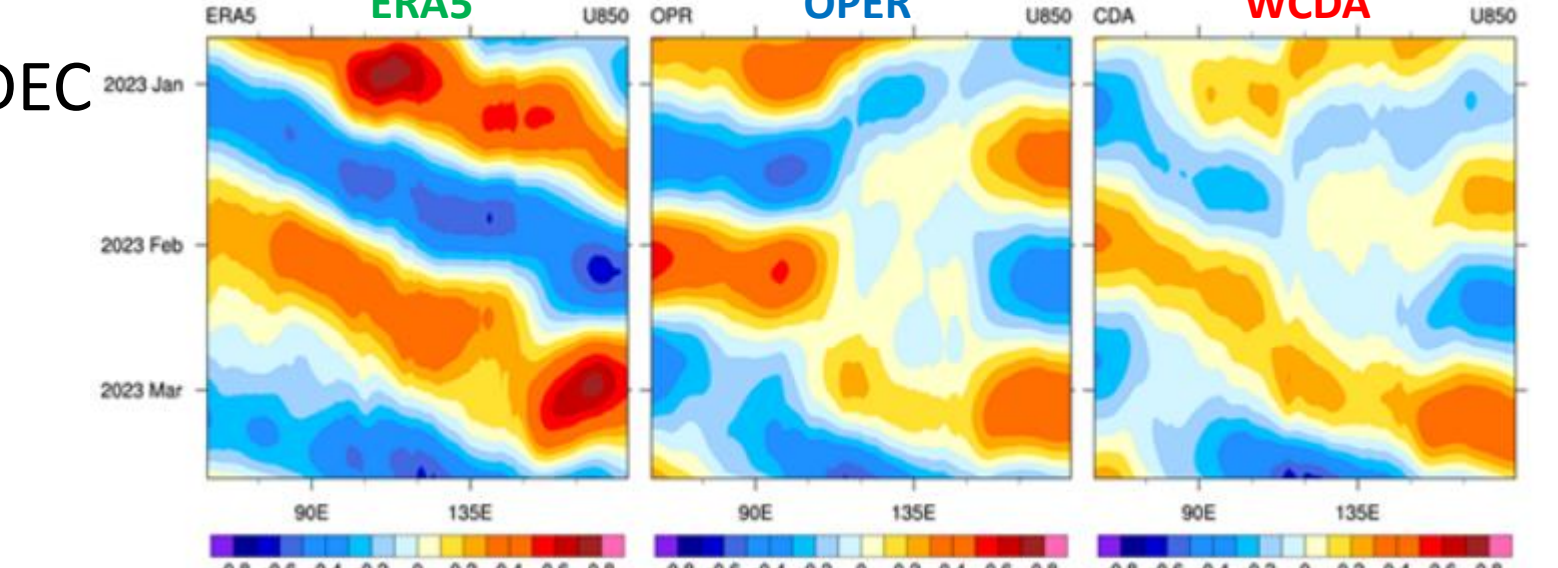 ERA5 OPER WCDA
ERA5 U850 OPR U850 CDA U850
DEC
2023 Jan
2023 Feb
2023 Mar
90E 135E 90E 135E 90E 135E